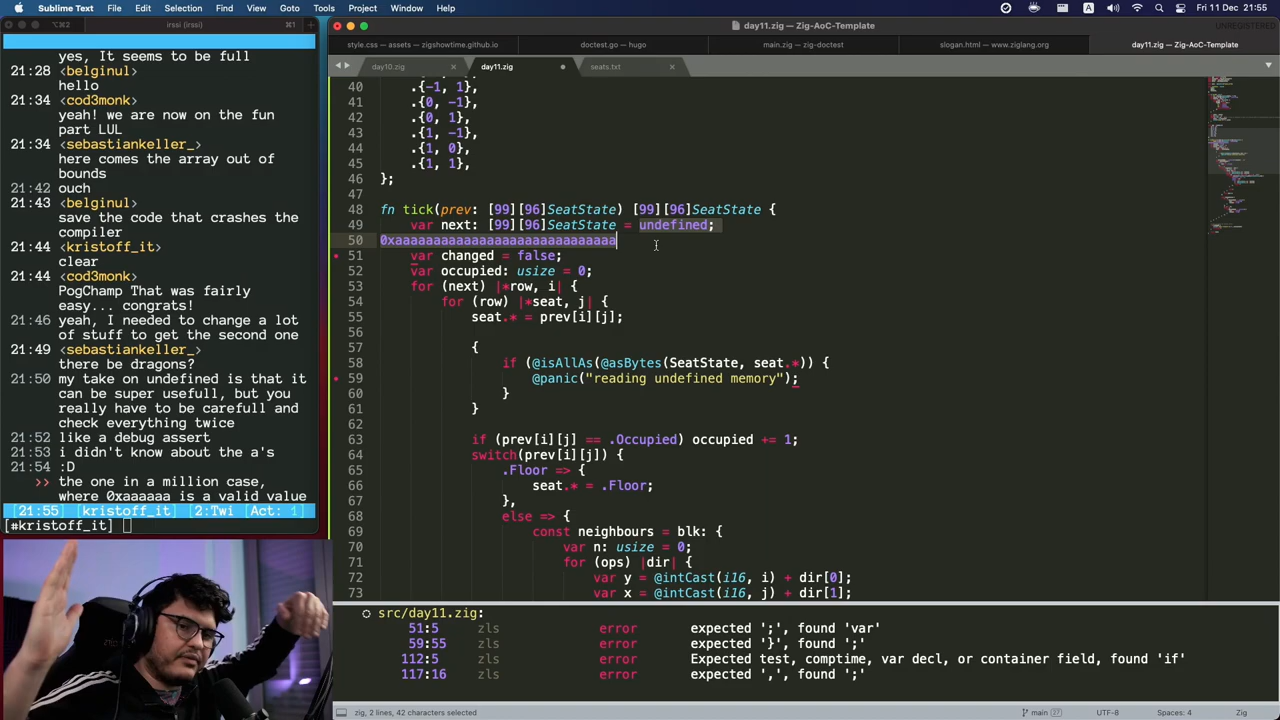 Sublime Text File Edit Selection Find View Goto Tools Project Window Help
Fri 11 Dec 21:55
⌥⌘2 irssi (irssi) ⌘1
yes, It seems to be full
21:28 <belginul>
hello
21:34 <cod3monk>
yeah! we are now on the fun
part LUL
21:34 <sebastiankeller_>
here comes the array out of
bounds
21:42 ouch
21:43 <belginul>
save the code that crashes the
computer
21:44 <kristoff_it>
clear
21:44 <cod3monk>
PogChamp That was fairly
easy... congrats!
21:46 yeah, I needed to change a lot
of stuff to get the second one
21:49 <sebastiankeller_>
there be dragons?
21:50 my take on undefined is that it
can be super usefull, but you
really have to be carefull and
check everything twice
21:52 like a debug assert
21:53 i didn't know about the a's
21:54 :D
>> the one in a million case,
where 0xaaaaaa is a valid value
[21:55] [kristoff_it] [2:Twi [Act: 1]
[#kristoff_it]
day11.zig — Zig-AoC-Template
UNREGISTERED
style.css — assets — zigshowtime.github.io
doctest.go — hugo
main.zig — zig-doctest
slogan.html — www.ziglang.org
day11.zig — Zig-AoC-Template
day10.zig ×
day11.zig
seats.txt ×
40 .{-1, 1},
41 .{0, -1},
42 .{0, 1},
43 .{1, -1},
44 .{1, 0},
45 .{1, 1},
46 };
47
48 fn tick(prev: [99][96]SeatState) [99][96]SeatState {
49 var next: [99][96]SeatState = undefined;
50 0xaaaaaaaaaaaaaaaaaaaaaaaaaaaaa
51 var changed = false;
52 var occupied: usize = 0;
53 for (next) |*row, i| {
54 for (row) |*seat, j| {
55 seat.* = prev[i][j];
56
57 {
58 if (@isAllAs(@asBytes(SeatState, seat.*)) {
59 @panic("reading undefined memory");
60 }
61 }
62
63 if (prev[i][j] == .Occupied) occupied += 1;
64 switch(prev[i][j]) {
65 .Floor => {
66 seat.* = .Floor;
67 },
68 else => {
69 const neighbours = blk: {
70 var n: usize = 0;
71 for (ops) |dir| {
72 var y = @intCast(i16, i) + dir[0];
73 var x = @intCast(i16, j) + dir[1];
src/day11.zig:
51:5 zls error expected ';', found 'var'
59:55 zls error expected '}', found ';'
112:5 zls error Expected test, comptime, var decl, or container field, found 'if'
117:16 zls error expected ',', found ';'
zig, 2 lines, 42 characters selected
main 27
UTF-8
Spaces: 4
Zig